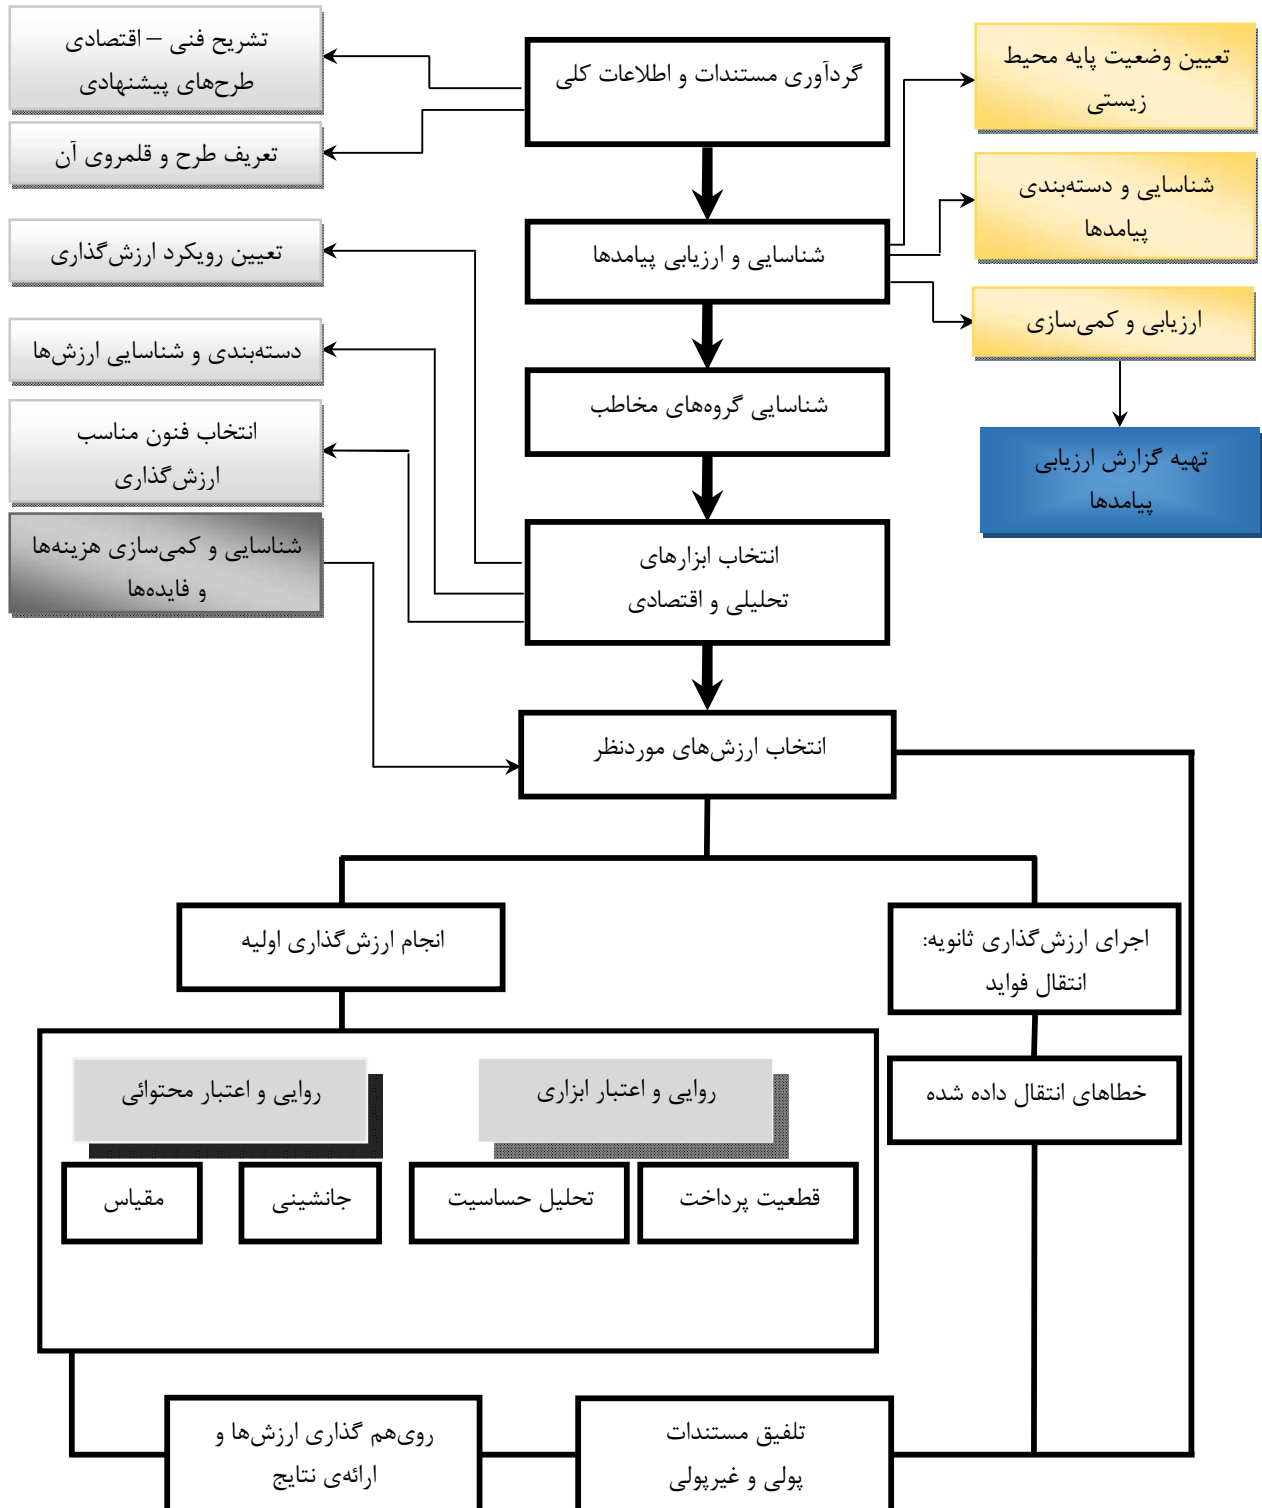 گردآوری مستندات و اطلاعات کلی
تشریح فنی – اقتصادی
طرح‌های پیشنهادی
تعریف طرح و قلمروی آن
تعیین وضعیت پایه محیط
زیستی
شناسایی و دسته‌بندی
پیامدها
شناسایی و ارزیابی پیامدها
تعیین رویکرد ارزش‌گذاری
ارزیابی و کمی‌سازی
دسته‌بندی و شناسایی ارزش‌ها
شناسایی گروه‌های مخاطب
انتخاب فنون مناسب
ارزش‌گذاری
تهیه گزارش ارزیابی
پیامدها
شناسایی و کمی‌سازی هزینه‌ها
و فایده‌ها
انتخاب ابزارهای
تحلیلی و اقتصادی
انتخاب ارزش‌های موردنظر
اجرای ارزش‌گذاری ثانویه:
انتقال فواید
انجام ارزش‌گذاری اولیه
خطاهای انتقال داده شده
روایی و اعتبار ابزاری
روایی و اعتبار محتوائی
قطعیت پرداخت
تحلیل حساسیت
جانشینی
مقیاس
تلفیق مستندات
پولی و غیرپولی
روی‌هم گذاری ارزش‌ها و
ارائه‌ی نتایج